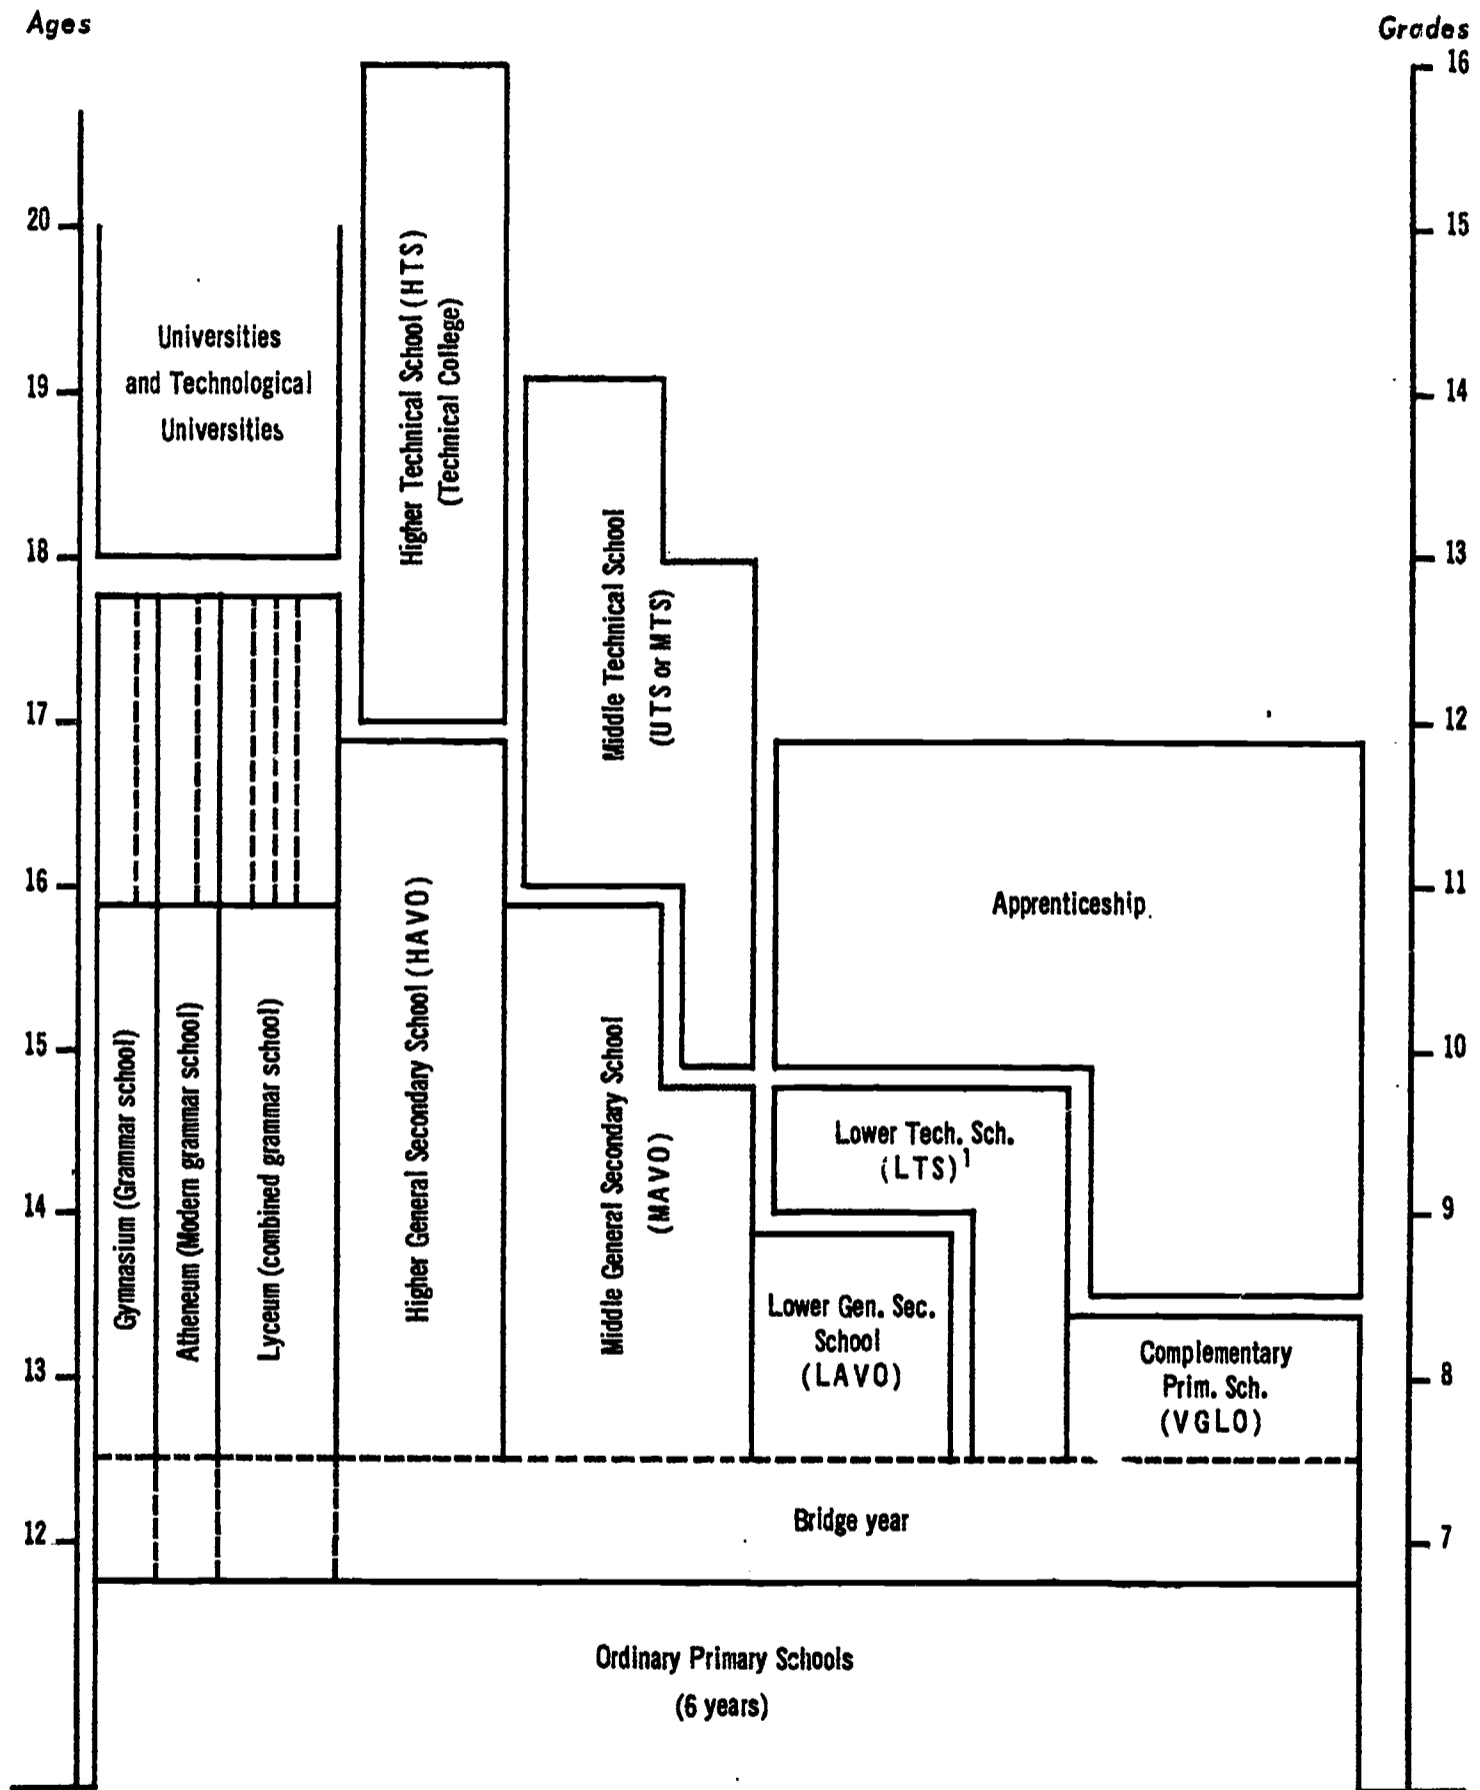 Ages
Grades
16
20
15
19
14
18
13
17
12
16
11
15
10
14
9
13
8
12
7
Universities
and Technological
Universities
Higher Technical School (HTS)
(Technical College)
Middle Technical School
(UTS or MTS)
Apprenticeship
Gymnasium (Grammar school)
Atheneum (Modern grammar school)
Lyceum (combined grammar school)
Higher General Secondary School (HAVO)
Middle General Secondary School
(MAVO)
Lower Tech. Sch.
(LTS)¹
Lower Gen. Sec.
School
(LAVO)
Complementary
Prim. Sch.
(VGLO)
Bridge year
Ordinary Primary Schools
(6 years)